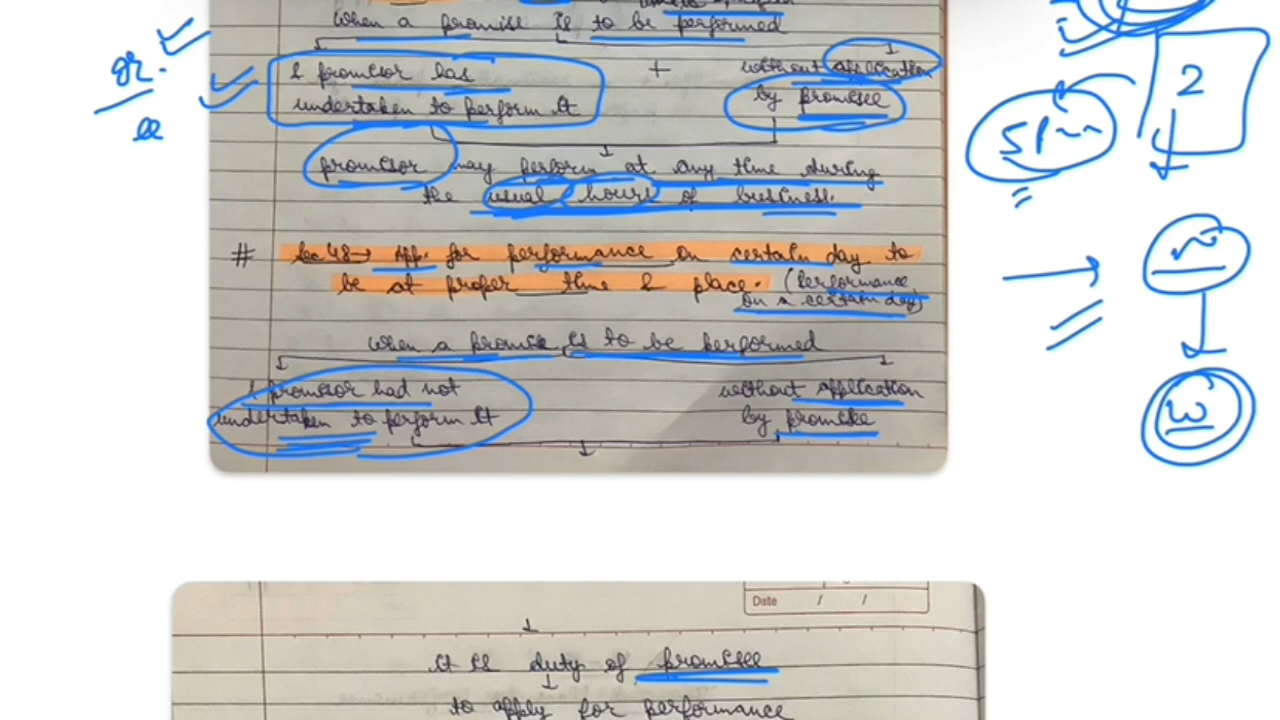 When a promise is to be performed
& promisor has + without application
undertaken to perform it by promisee
promisor may perform at any time during
the usual hours of business.
# Sec 48→ App. for performance on certain day to
be at proper time & place. (Performance
on a certain day)
When a promise is to be performed
& promisor had not without application
undertaken to perform it by promisee
Date / /
It is duty of promisee
to apply for performance
2
5 P
W